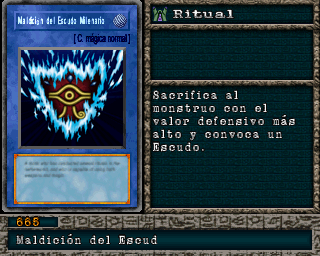 Maldición del Escudo Milenario
[C. mágica normal]
Ritual
Sacrifica al
monstruo con el
valor defensivo más
alto y convoca un
Escudo.
665
Maldición del Escud